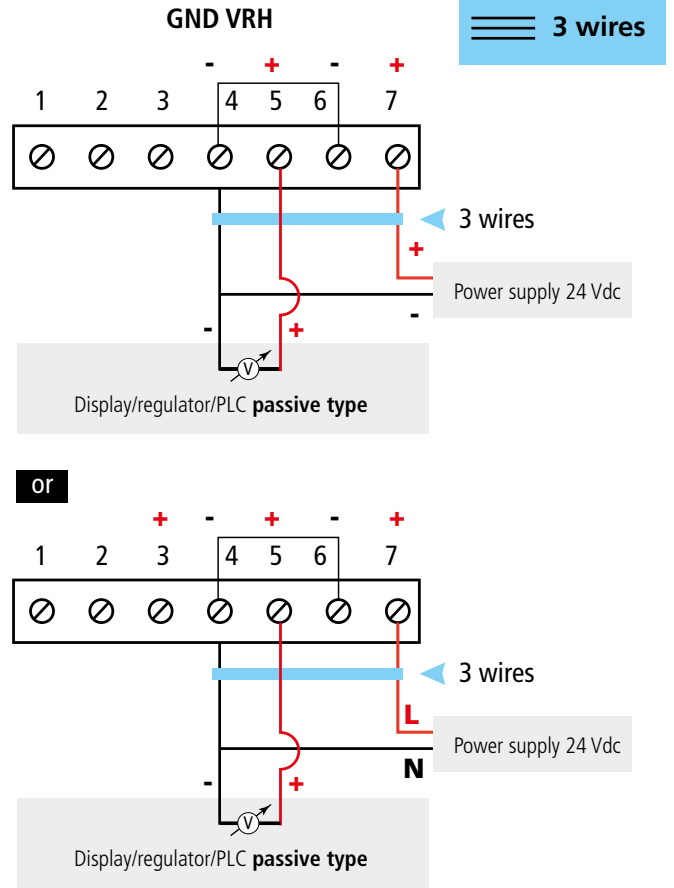 GND VRH
3 wires
- + - +
1 2 3 4 5 6 7
3 wires
+
Power supply 24 Vdc
-
- +
V
Display/regulator/PLC passive type
or
+ - + - +
1 2 3 4 5 6 7
3 wires
L
Power supply 24 Vdc
N
- +
V
Display/regulator/PLC passive type